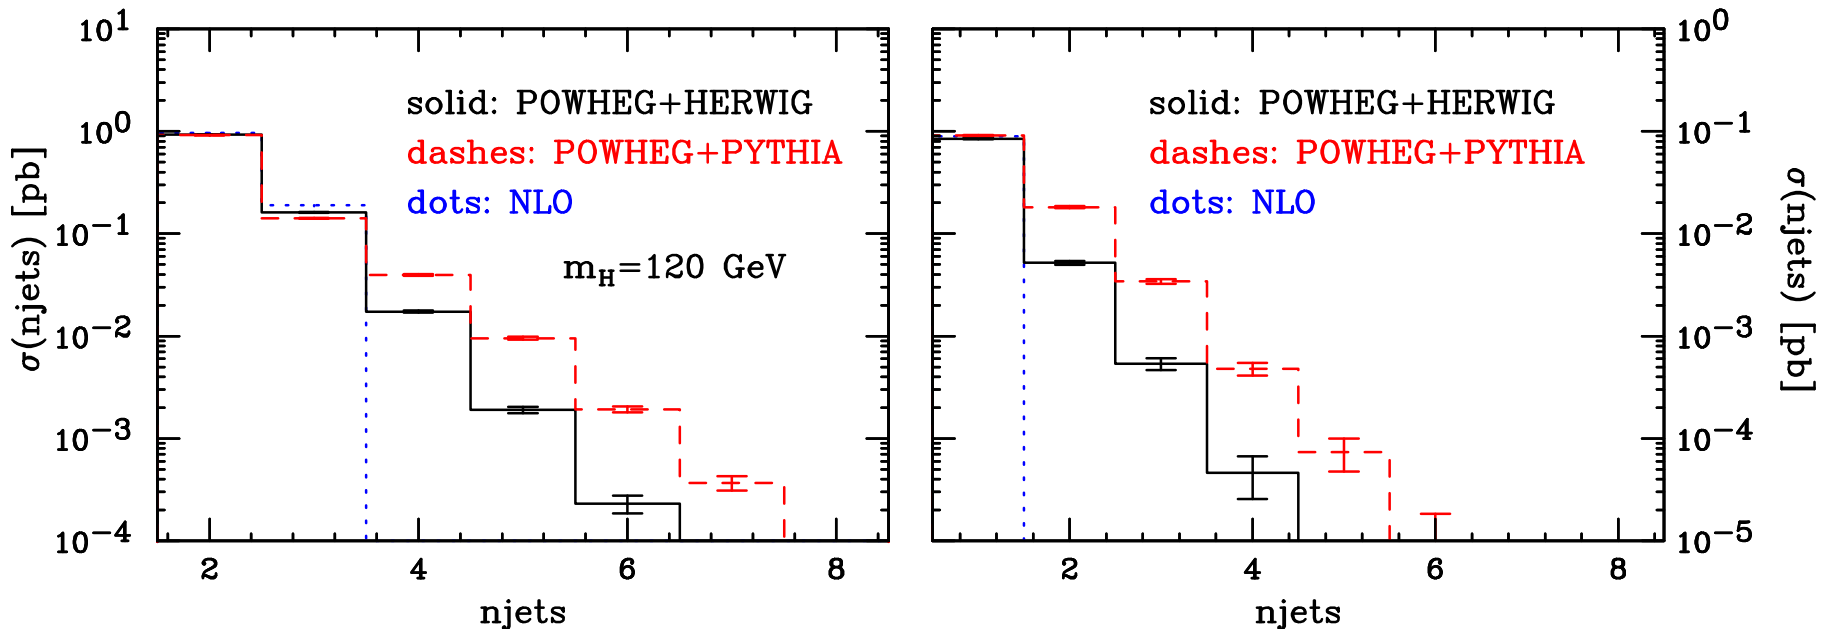 10^1
10^0
10^-1
10^-2
10^-3
10^-4
σ(njets) [pb]
solid: POWHEG+HERWIG
dashes: POWHEG+PYTHIA
dots: NLO
m_H=120 GeV
2 4 6 8
njets
solid: POWHEG+HERWIG
dashes: POWHEG+PYTHIA
dots: NLO
10^0
10^-1
10^-2
10^-3
10^-4
10^-5
σ(njets) [pb]
2 4 6 8
njets